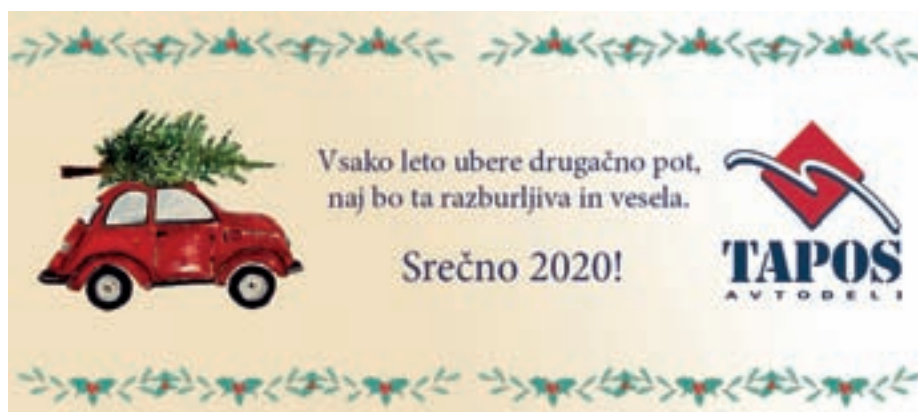 Vsako leto ubere drugačno pot,
naj bo ta razburljiva in vesela.
Srečno 2020!
TAPOS
AVTODELI